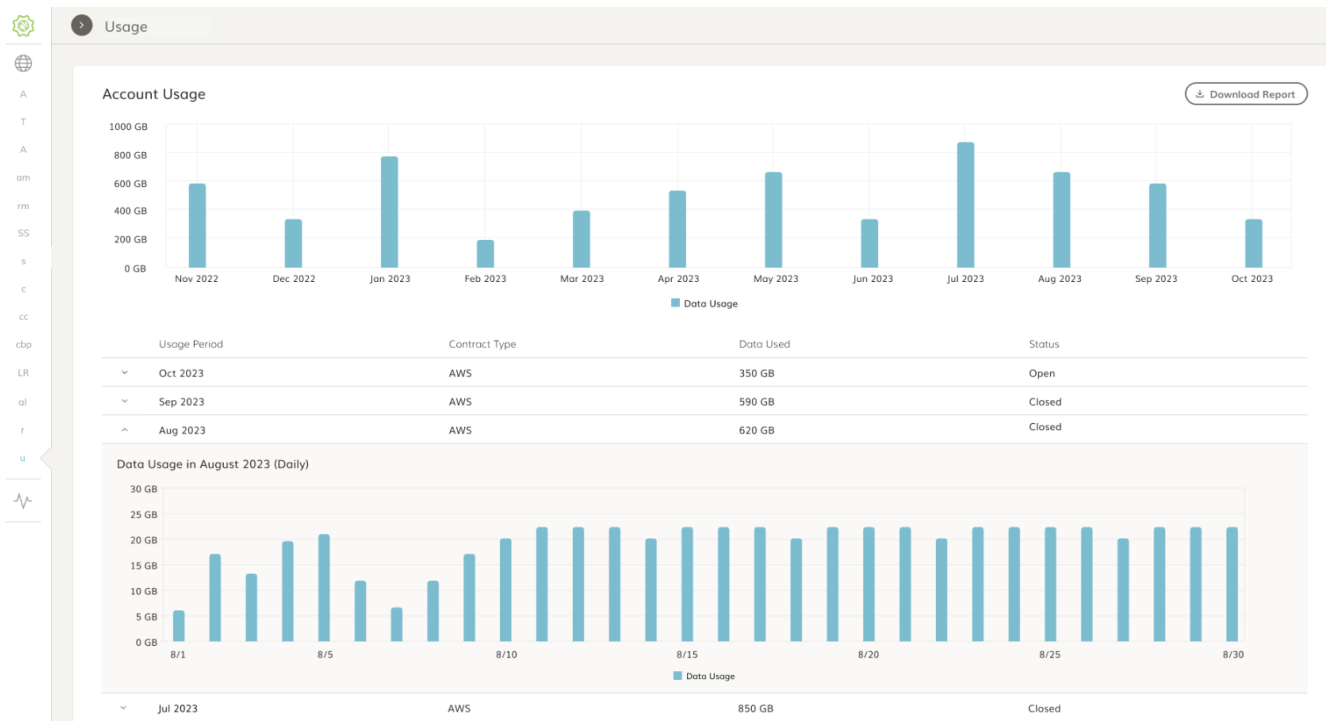 Usage
A
T
A
am
rm
SS
s
c
cc
cbp
LR
al
r
u
Account Usage
Download Report
1000 GB
800 GB
600 GB
400 GB
200 GB
0 GB
Nov 2022 Dec 2022 Jan 2023 Feb 2023 Mar 2023 Apr 2023 May 2023 Jun 2023 Jul 2023 Aug 2023 Sep 2023 Oct 2023
Data Usage
Usage Period Contract Type Data Used Status
Oct 2023 AWS 350 GB Open
Sep 2023 AWS 590 GB Closed
Aug 2023 AWS 620 GB Closed
Data Usage in August 2023 (Daily)
30 GB
25 GB
20 GB
15 GB
10 GB
5 GB
0 GB
8/1 8/5 8/10 8/15 8/20 8/25 8/30
Data Usage
Jul 2023 AWS 850 GB Closed